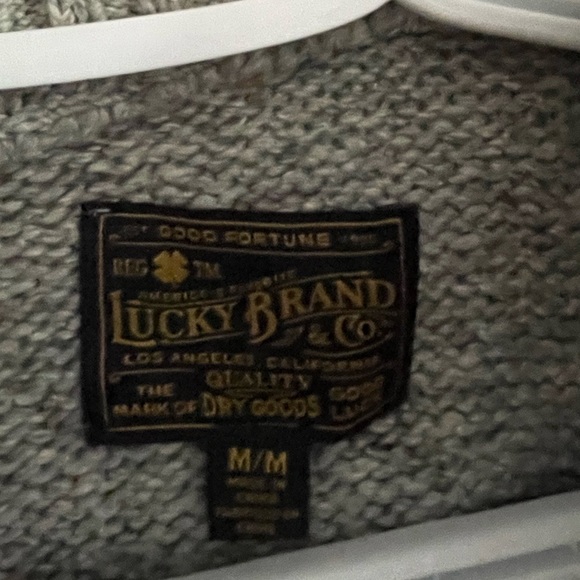 GOOD FORTUNE
REG TM
AMERICA'S FAVORITE
LUCKY BRAND
& CO.
LOS ANGELES, CALIFORNIA
QUALITY
THE MARK OF DRY GOODS GOOD LUCK
M/M
MADE IN
CHINA